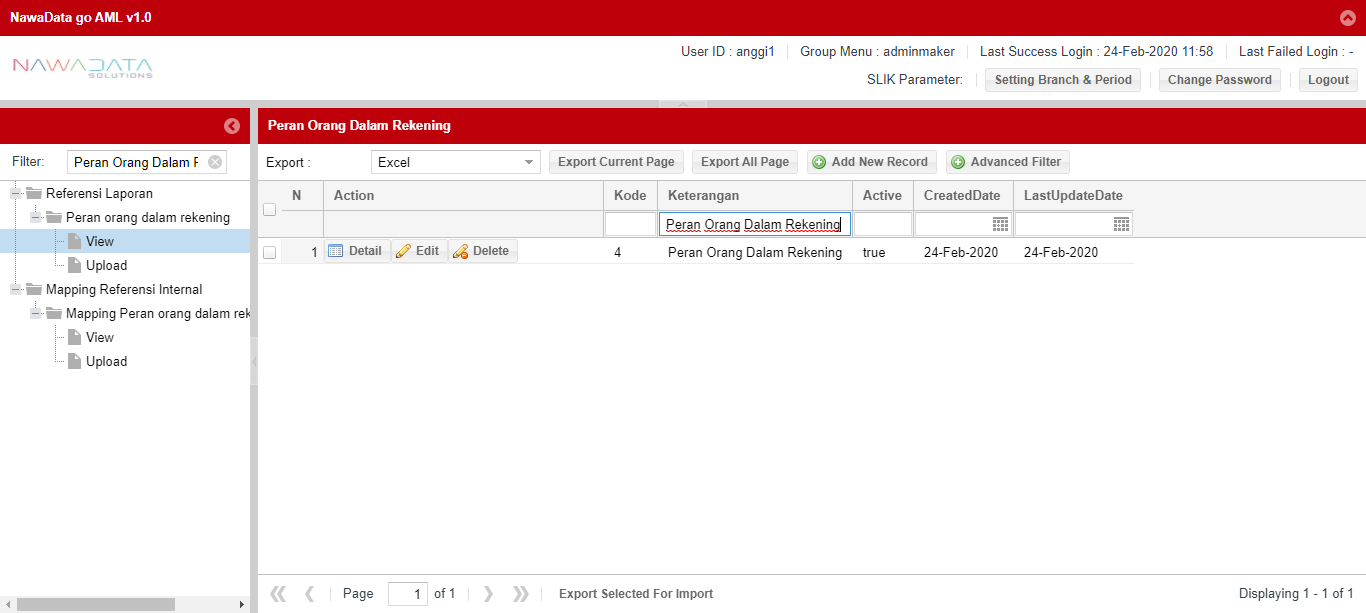 NawaData go AML v1.0
User ID : anggi1 Group Menu : adminmaker Last Success Login : 24-Feb-2020 11:58 Last Failed Login : -
NAWADATA
SOLUTIONS
SLIK Parameter: Setting Branch & Period Change Password Logout
Peran Orang Dalam Rekening
Filter: Peran Orang Dalam F
Export : Excel Export Current Page Export All Page Add New Record Advanced Filter
Referensi Laporan
Peran orang dalam rekening
View
Upload
Mapping Referensi Internal
Mapping Peran orang dalam rek
View
Upload
N Action Kode Keterangan Active CreatedDate LastUpdateDate
Peran Orang Dalam Rekening
1 Detail Edit Delete 4 Peran Orang Dalam Rekening true 24-Feb-2020 24-Feb-2020
Page 1 of 1 Export Selected For Import Displaying 1 - 1 of 1